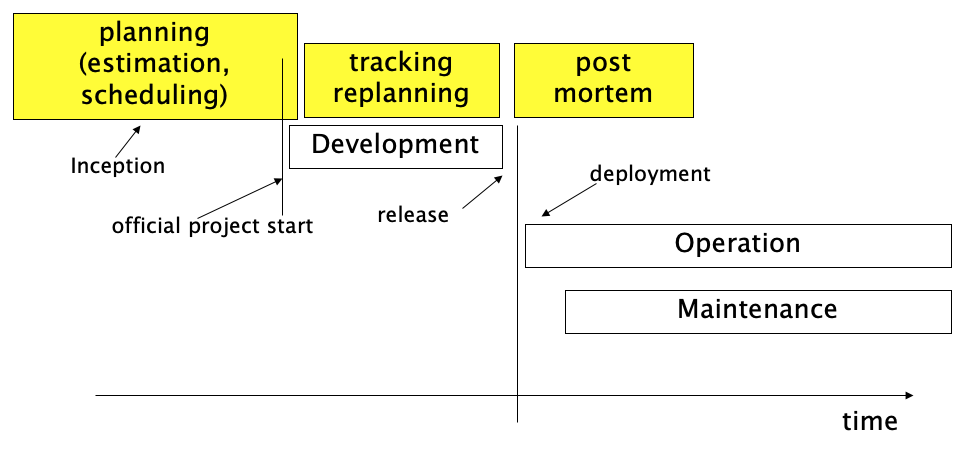 planning
(estimation,
scheduling)
tracking
replanning
post
mortem
Development
Inception
deployment
official project start
release
Operation
Maintenance
time